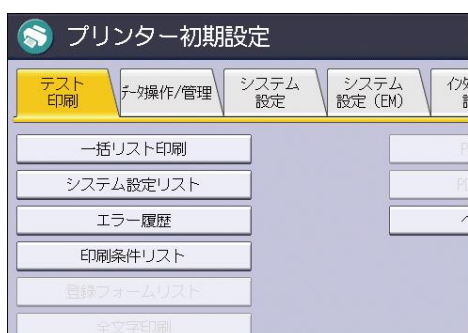 プリンター初期設定
テスト
印刷
データ操作/管理
システム
設定
システム
設定（EM）
一括リスト印刷
システム設定リスト
エラー履歴
印刷条件リスト
登録フォームリスト
全文字印刷